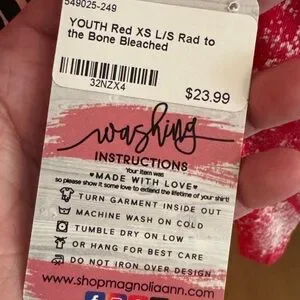 549025-249
YOUTH Red XS L/S Rad to
the Bone Bleached
32NZX4
$23.99
washing
INSTRUCTIONS
Your item was
♥ MADE WITH LOVE ♥
so please show it some love to extend the lifetime of your shirt!
TURN GARMENT INSIDE OUT
MACHINE WASH ON COLD
TUMBLE DRY ON LOW
OR HANG FOR BEST CARE
DO NOT IRON OVER DESIGN
www.shopmagnoliaann.com